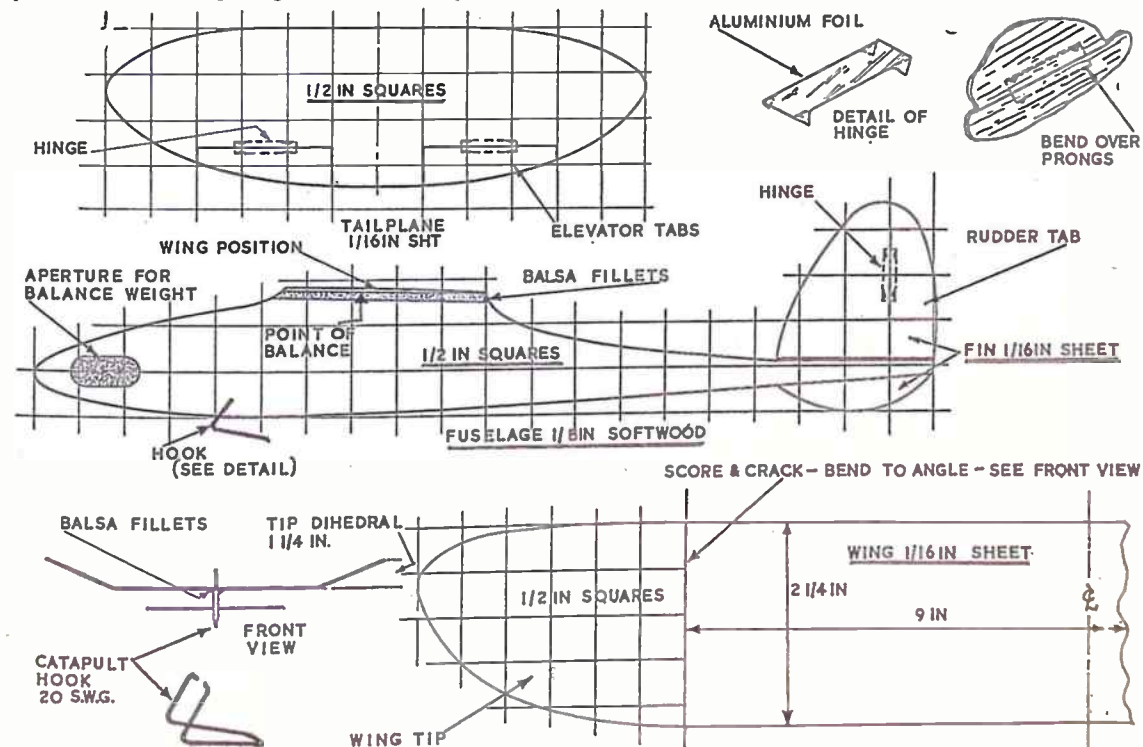 ALUMINIUM FOIL
1/2 IN SQUARES
DETAIL OF
HINGE
HINGE
BEND OVER
PRONGS
HINGE
TAILPLANE
1/16IN SHT
ELEVATOR TABS
WING POSITION
RUDDER TAB
APERTURE FOR
BALANCE WEIGHT
BALSA FILLETS
POINT OF
BALANCE
1/2 IN SQUARES
FIN 1/16IN SHEET
FUSELAGE 1/8IN SOFTWOOD
HOOK
(SEE DETAIL)
SCORE & CRACK - BEND TO ANGLE - SEE FRONT VIEW
BALSA FILLETS
TIP DIHEDRAL
1 1/4 IN.
WING 1/16 IN SHEET
1/2 IN SQUARES
2 1/4 IN
9 IN
FRONT
VIEW
CATAPULT
HOOK
20 S.W.G.
WING TIP